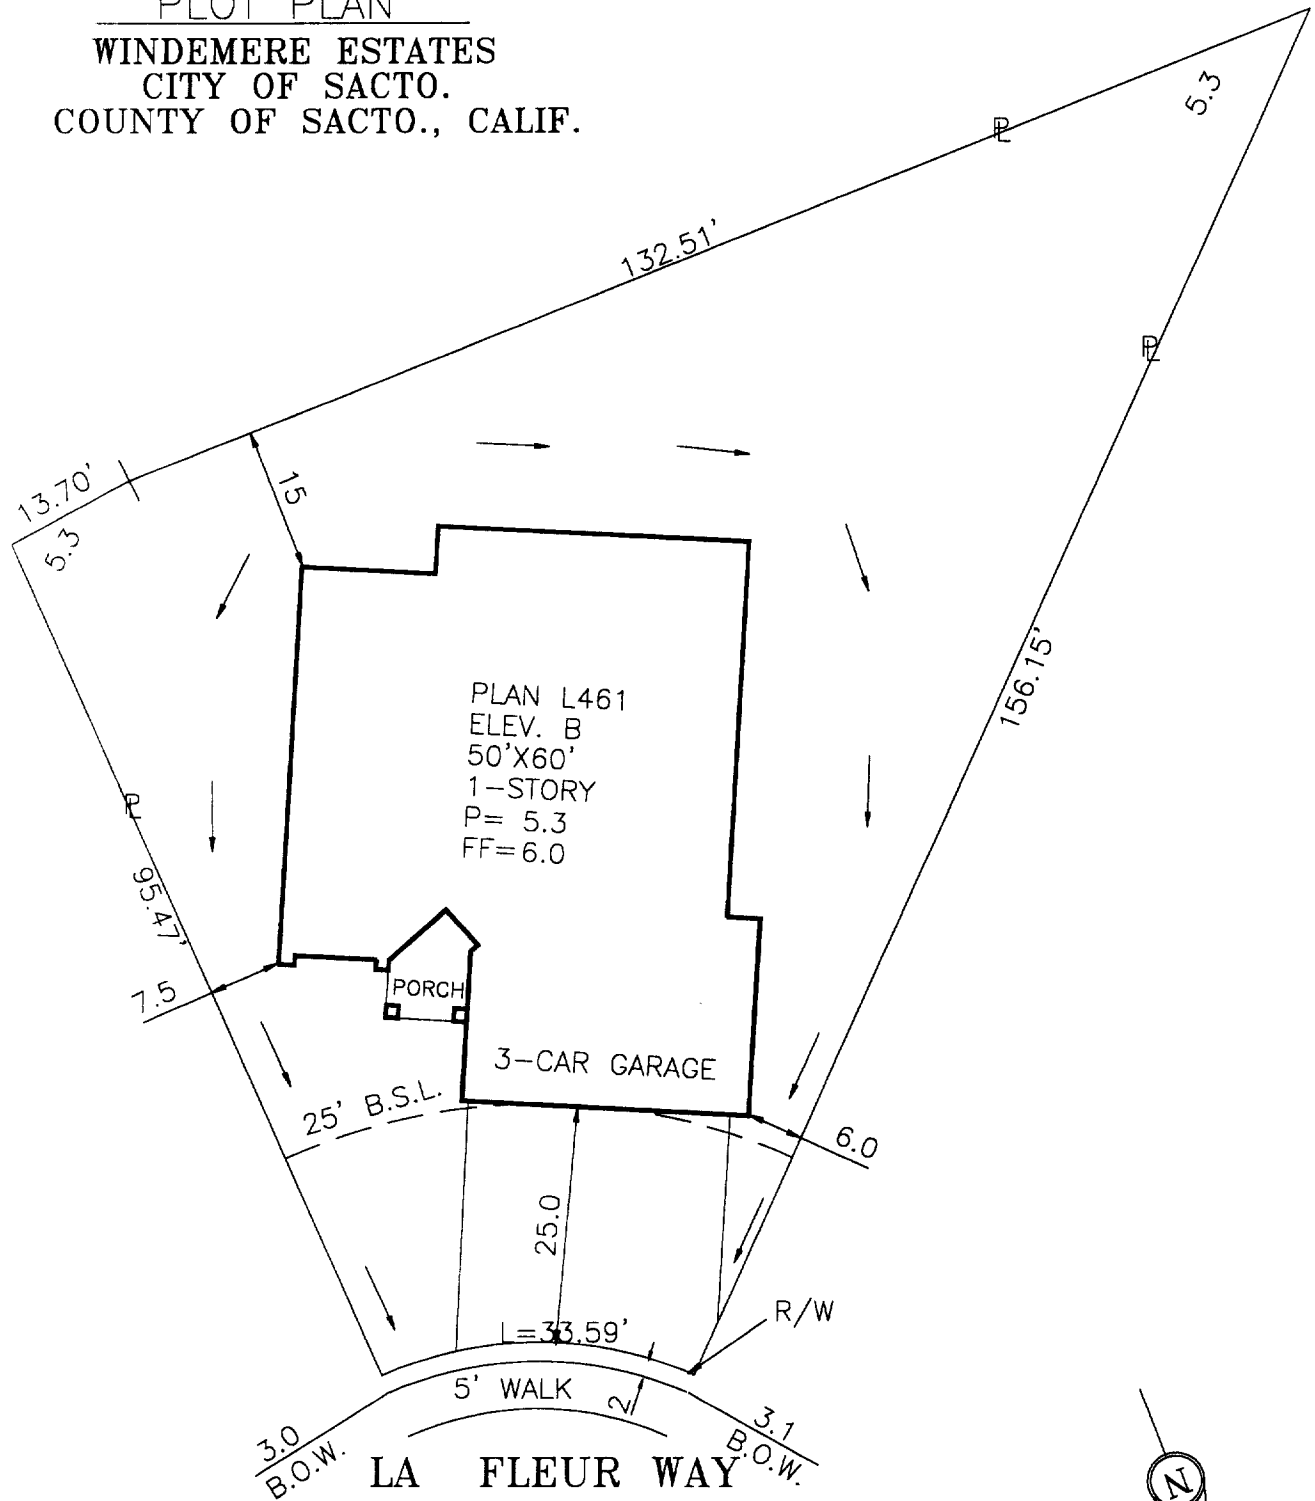 PLOT PLAN
WINDEMERE ESTATES
CITY OF SACTO.
COUNTY OF SACTO., CALIF.
5.3
PL
132.51'
PL
13.70'
5.3
15
156.15'
PLAN L461
ELEV. B
50'X60'
1-STORY
P= 5.3
FF=6.0
PL
95.47'
7.5
PORCH
3-CAR GARAGE
25' B.S.L.
6.0
25.0
R/W
L=33.59'
5' WALK
2
3.0
B.O.W.
3.1
B.O.W.
LA FLEUR WAY
N